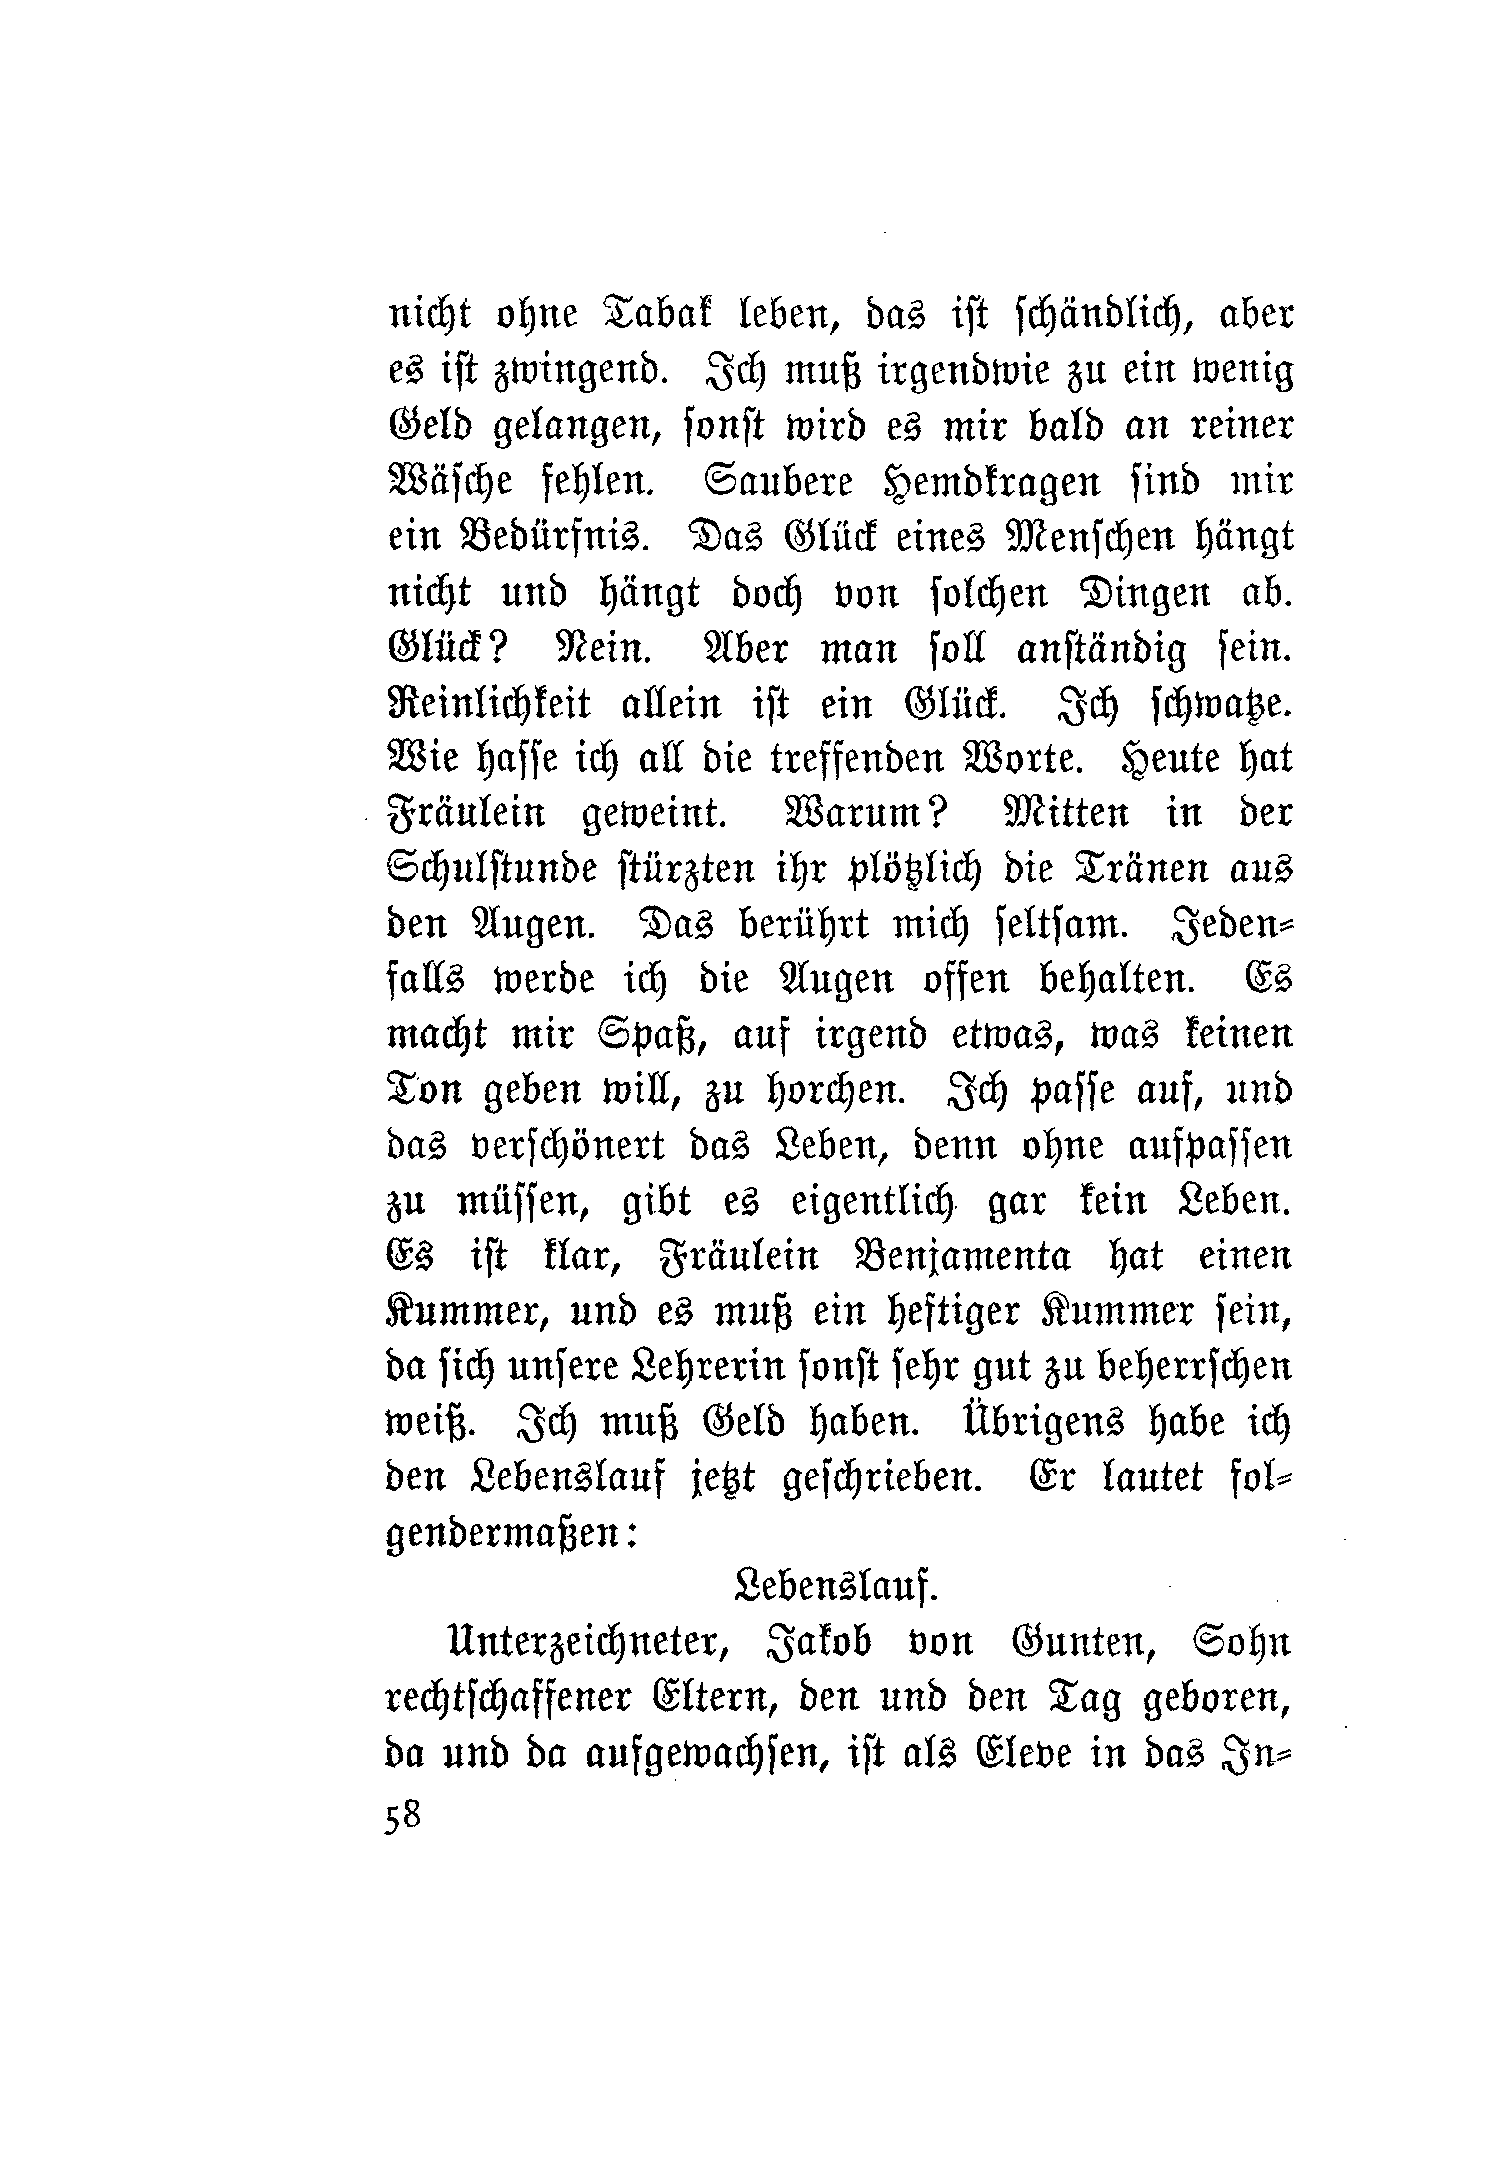 nicht ohne Tabak leben, das iſt ſchändlich, aber
es iſt zwingend. Ich muß irgendwie zu ein wenig
Geld gelangen, ſonſt wird es mir bald an reiner
Wäſche fehlen. Saubere Hemdkragen ſind mir
ein Bedürfnis. Das Glück eines Menſchen hängt
nicht und hängt doch von ſolchen Dingen ab.
Glück? Nein. Aber man ſoll anſtändig ſein.
Reinlichkeit allein iſt ein Glück. Ich ſchwatze.
Wie haſſe ich all die treffenden Worte. Heute hat
Fräulein geweint. Warum? Mitten in der
Schulſtunde ſtürzten ihr plötzlich die Tränen aus
den Augen. Das berührt mich ſeltſam. Jeden⸗
falls werde ich die Augen offen behalten. Es
macht mir Spaß, auf irgend etwas, was keinen
Ton geben will, zu horchen. Ich paſſe auf, und
das verſchönert das Leben, denn ohne aufpaſſen
zu müſſen, gibt es eigentlich gar kein Leben.
Es iſt klar, Fräulein Benjamenta hat einen
Kummer, und es muß ein heftiger Kummer ſein,
da ſich unſere Lehrerin ſonſt ſehr gut zu beherrſchen
weiß. Ich muß Geld haben. Übrigens habe ich
den Lebenslauf jetzt geſchrieben. Er lautet fol⸗
gendermaßen:
Lebenslauf.
Unterzeichneter, Jakob von Gunten, Sohn
rechtſchaffener Eltern, den und den Tag geboren,
da und da aufgewachſen, iſt als Eleve in das In⸗
58